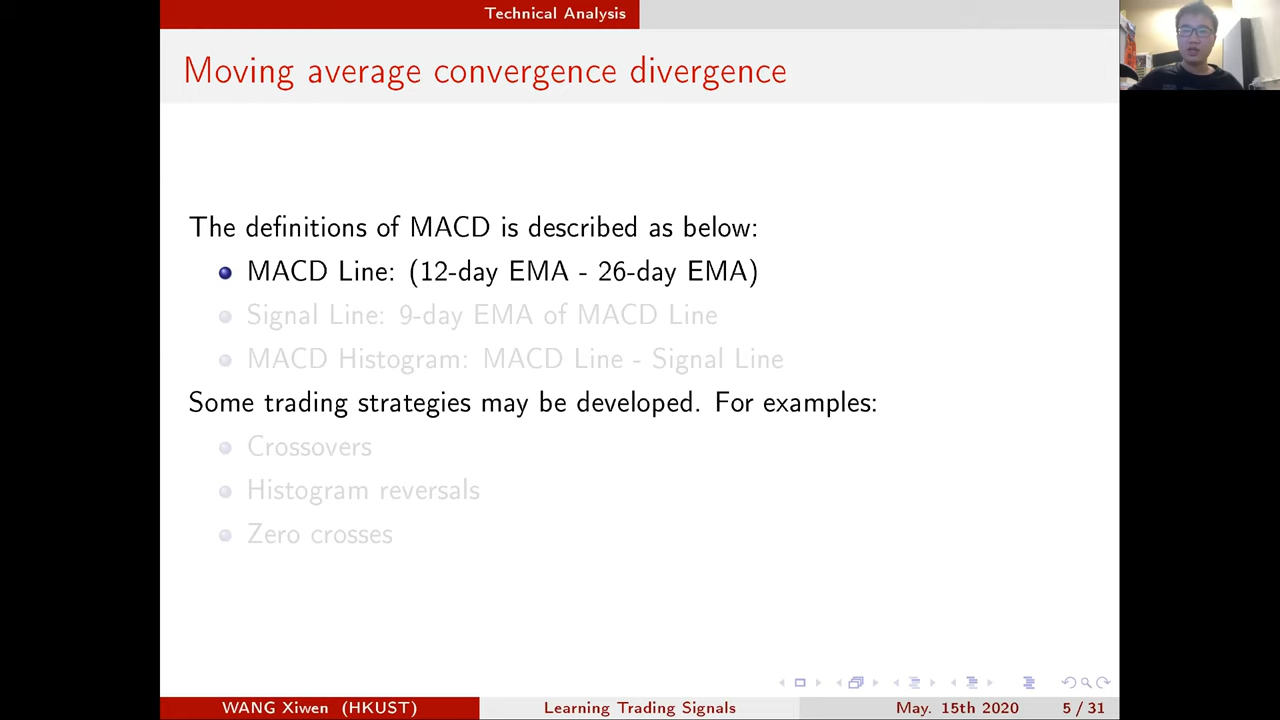 Technical Analysis
Moving average convergence divergence
The definitions of MACD is described as below:
MACD Line: (12-day EMA - 26-day EMA)
Signal Line: 9-day EMA of MACD Line
MACD Histogram: MACD Line - Signal Line
Some trading strategies may be developed. For examples:
Crossovers
Histogram reversals
Zero crosses
WANG Xiwen (HKUST) Learning Trading Signals May. 15th 2020 5 / 31